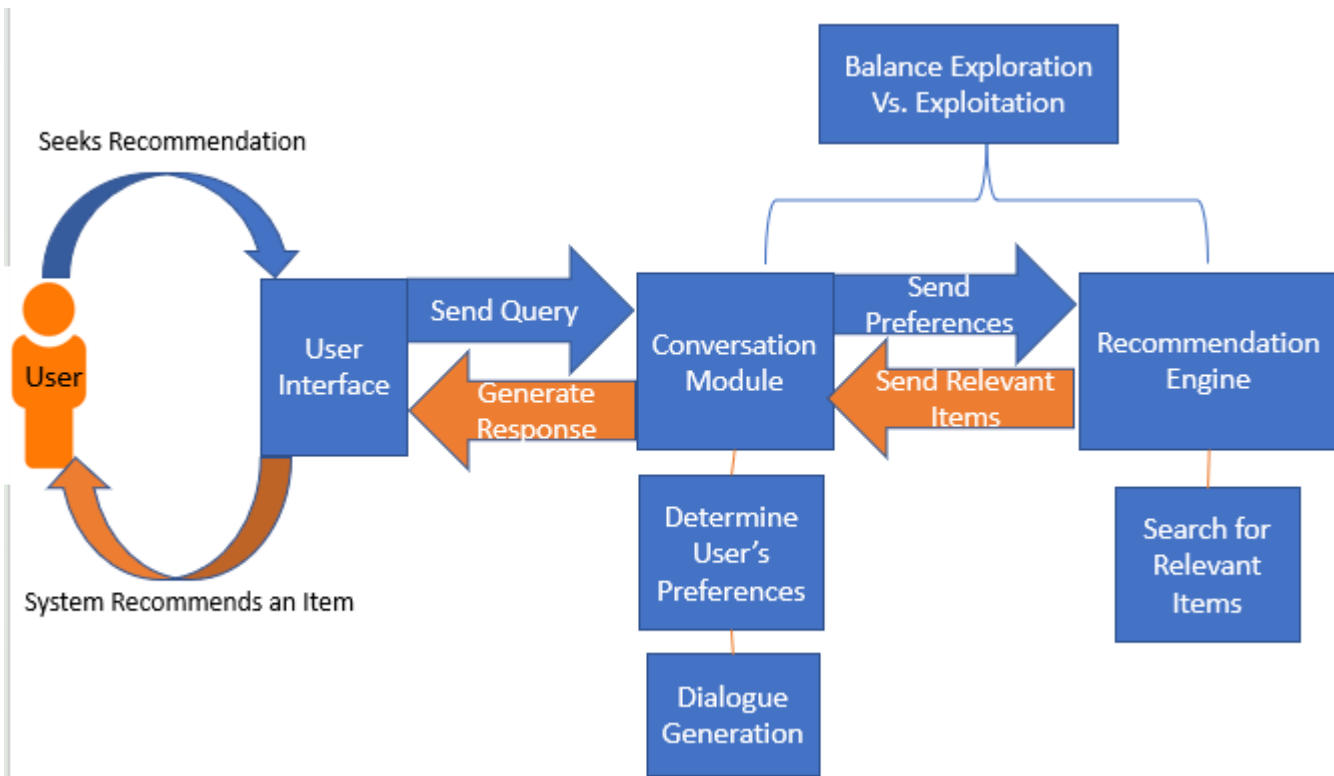 Balance Exploration
Vs. Exploitation
Seeks Recommendation
User
User
Interface
Send Query
Generate
Response
Conversation
Module
Send
Preferences
Send Relevant
Items
Recommendation
Engine
Determine
User’s
Preferences
Search for
Relevant
Items
System Recommends an Item
Dialogue
Generation